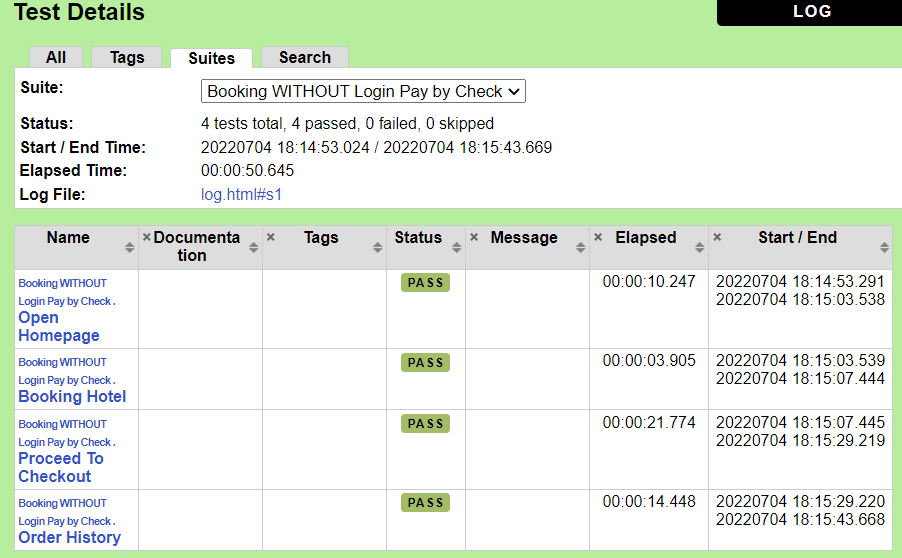 Test Details
LOG
All Tags Suites Search
Suite: Booking WITHOUT Login Pay by Check
Status: 4 tests total, 4 passed, 0 failed, 0 skipped
Start / End Time: 20220704 18:14:53.024 / 20220704 18:15:43.669
Elapsed Time: 00:00:50.645
Log File: log.html#s1
Name × Documenta × Tags Status × Message × Elapsed × Start / End
tion
Booking WITHOUT PASS 00:00:10.247 20220704 18:14:53.291
Login Pay by Check . 20220704 18:15:03.538
Open
Homepage
Booking WITHOUT PASS 00:00:03.905 20220704 18:15:03.539
Login Pay by Check . 20220704 18:15:07.444
Booking Hotel
Booking WITHOUT PASS 00:00:21.774 20220704 18:15:07.445
Login Pay by Check . 20220704 18:15:29.219
Proceed To
Checkout
Booking WITHOUT PASS 00:00:14.448 20220704 18:15:29.220
Login Pay by Check . 20220704 18:15:43.668
Order History